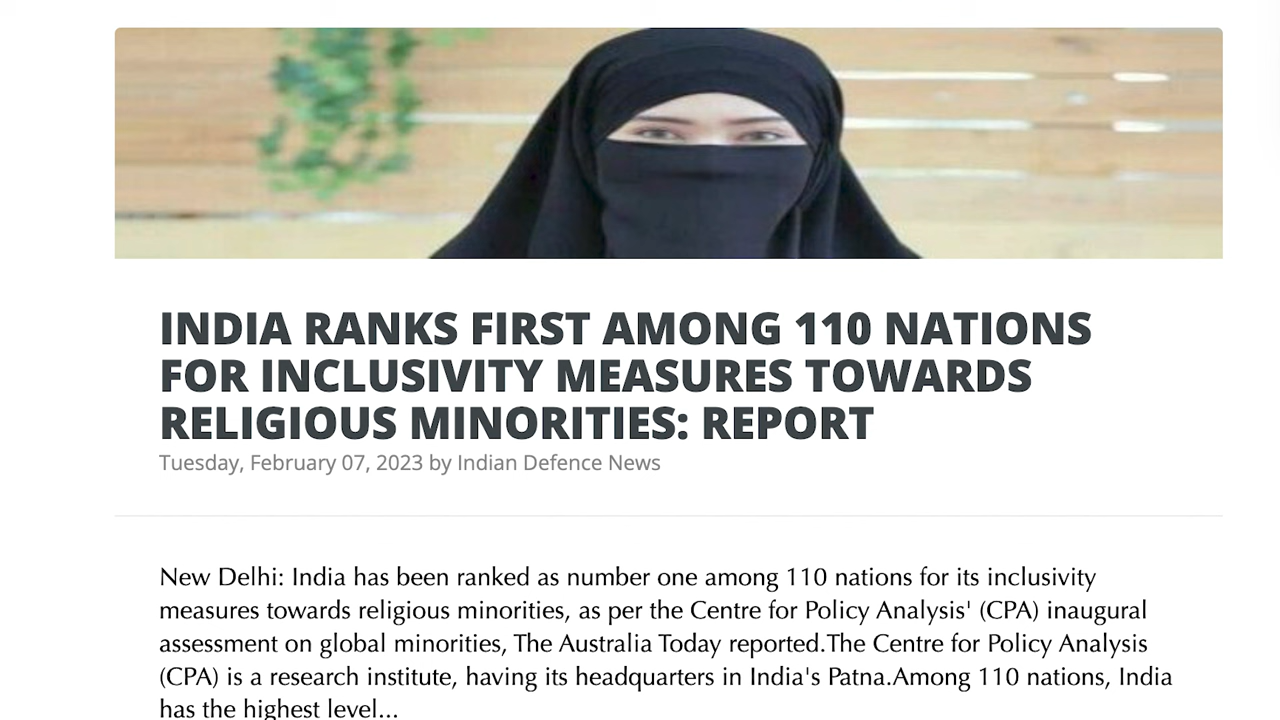 INDIA RANKS FIRST AMONG 110 NATIONS
FOR INCLUSIVITY MEASURES TOWARDS
RELIGIOUS MINORITIES: REPORT
Tuesday, February 07, 2023 by Indian Defence News
New Delhi: India has been ranked as number one among 110 nations for its inclusivity
measures towards religious minorities, as per the Centre for Policy Analysis' (CPA) inaugural
assessment on global minorities, The Australia Today reported.The Centre for Policy Analysis
(CPA) is a research institute, having its headquarters in India's Patna.Among 110 nations, India
has the highest level...